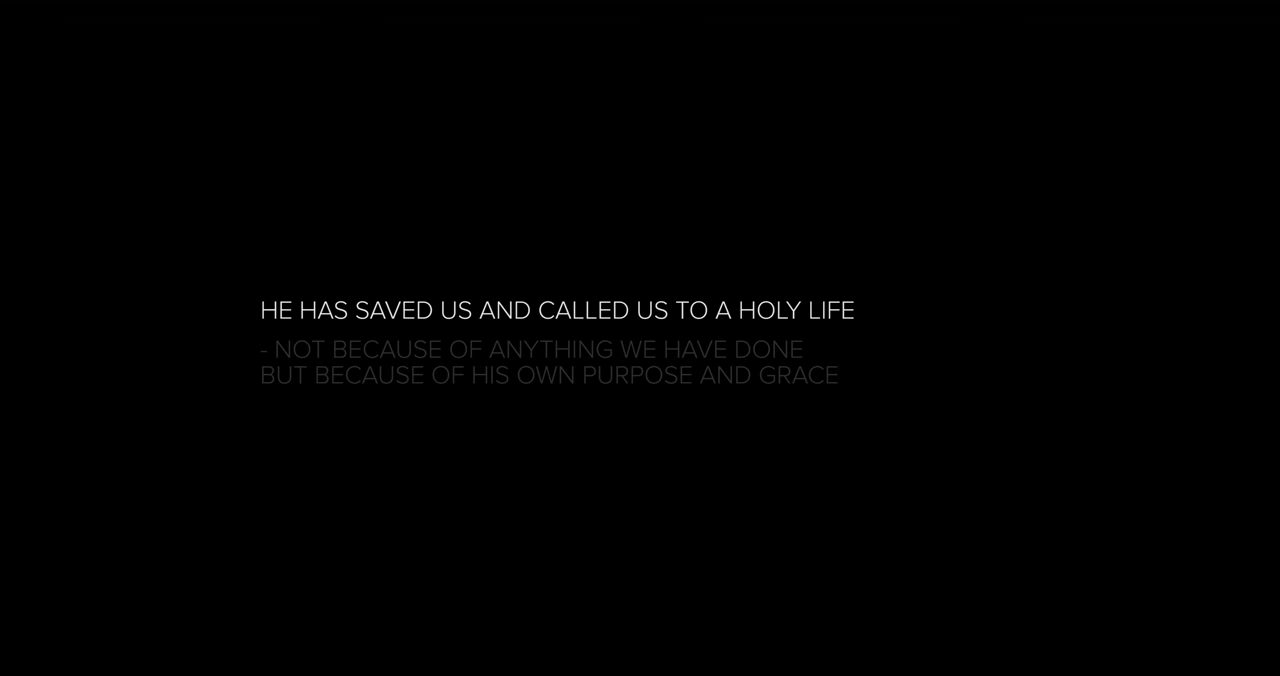 HE HAS SAVED US AND CALLED US TO A HOLY LIFE
- NOT BECAUSE OF ANYTHING WE HAVE DONE
BUT BECAUSE OF HIS OWN PURPOSE AND GRACE